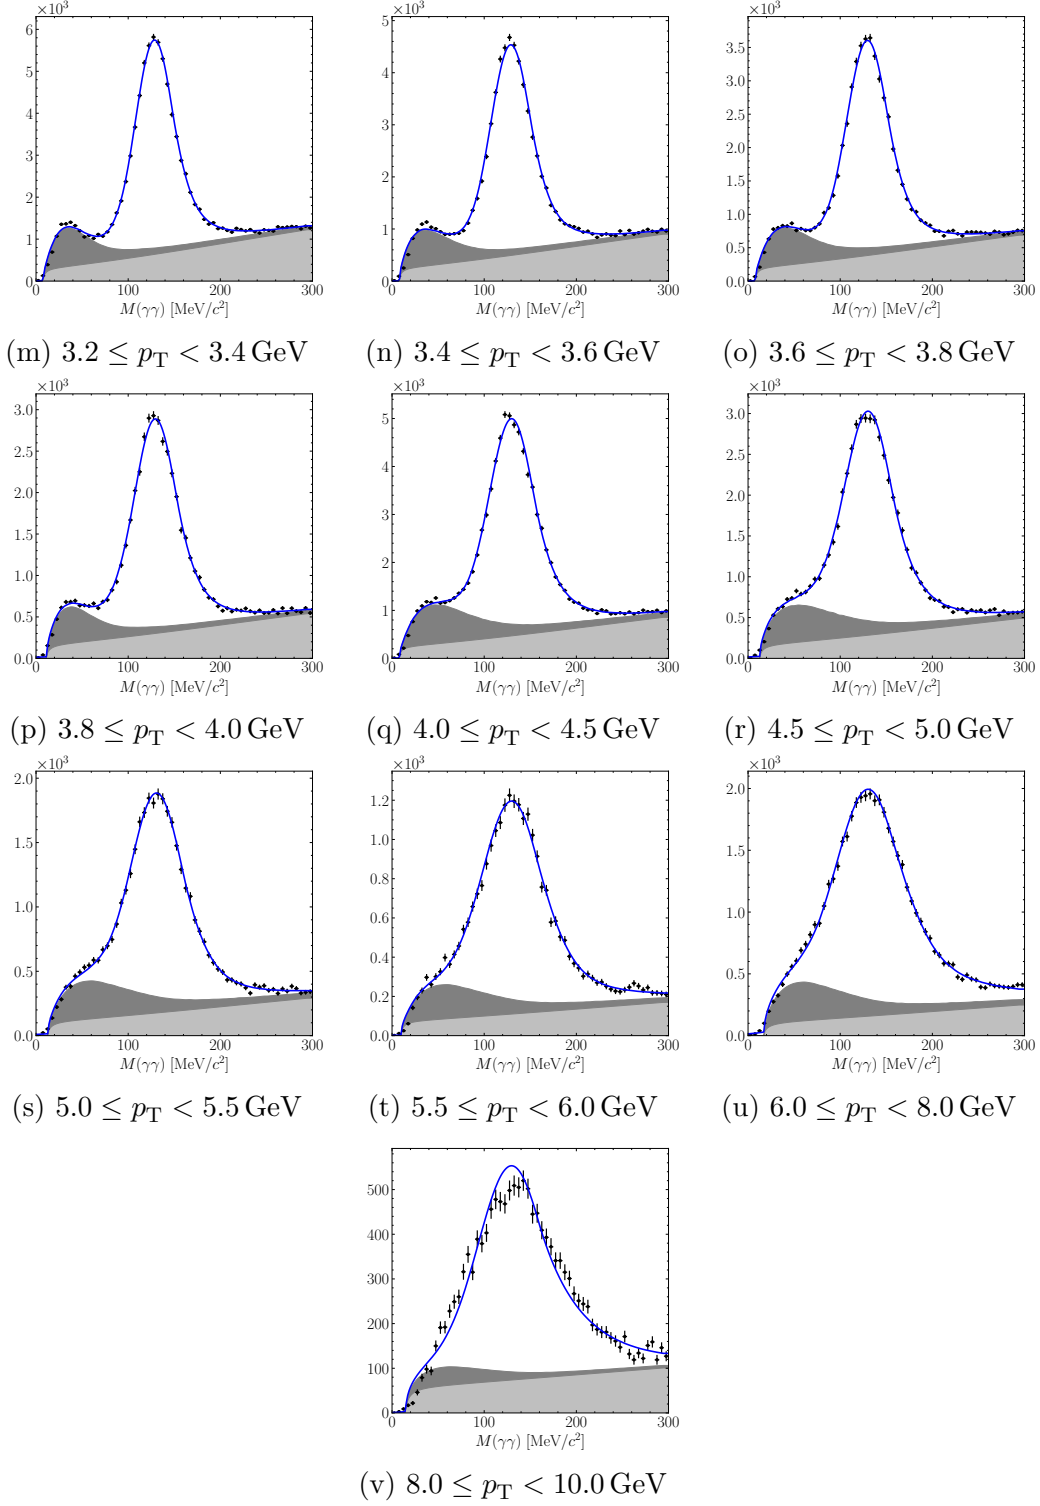 ×10³ ×10³ ×10³
6 5 3.5
5 4 3.0
4 3 2.5
3 2 2.0
2 1 1.5
1 0 1.0
0 0.5
0.0
0 100 200 300 0 100 200 300 0 100 200 300
M(γγ) [MeV/c²] M(γγ) [MeV/c²] M(γγ) [MeV/c²]
(m) 3.2 ≤ p_T < 3.4 GeV (n) 3.4 ≤ p_T < 3.6 GeV (o) 3.6 ≤ p_T < 3.8 GeV
×10³ ×10³ ×10³
3.0 5 3.0
2.5 4 2.5
2.0 3 2.0
1.5 2 1.5
1.0 1 1.0
0.5 0 0.5
0.0 0.0
0 100 200 300 0 100 200 300 0 100 200 300
M(γγ) [MeV/c²] M(γγ) [MeV/c²] M(γγ) [MeV/c²]
(p) 3.8 ≤ p_T < 4.0 GeV (q) 4.0 ≤ p_T < 4.5 GeV (r) 4.5 ≤ p_T < 5.0 GeV
×10³ ×10³ ×10³
2.0 1.2 2.0
1.5 1.0 1.5
1.0 0.8 1.0
0.5 0.6 0.5
0.0 0.4 0.0
0.2
0.0
0 100 200 300 0 100 200 300 0 100 200 300
M(γγ) [MeV/c²] M(γγ) [MeV/c²] M(γγ) [MeV/c²]
(s) 5.0 ≤ p_T < 5.5 GeV (t) 5.5 ≤ p_T < 6.0 GeV (u) 6.0 ≤ p_T < 8.0 GeV
500
400
300
200
100
0
0 100 200 300
M(γγ) [MeV/c²]
(v) 8.0 ≤ p_T < 10.0 GeV